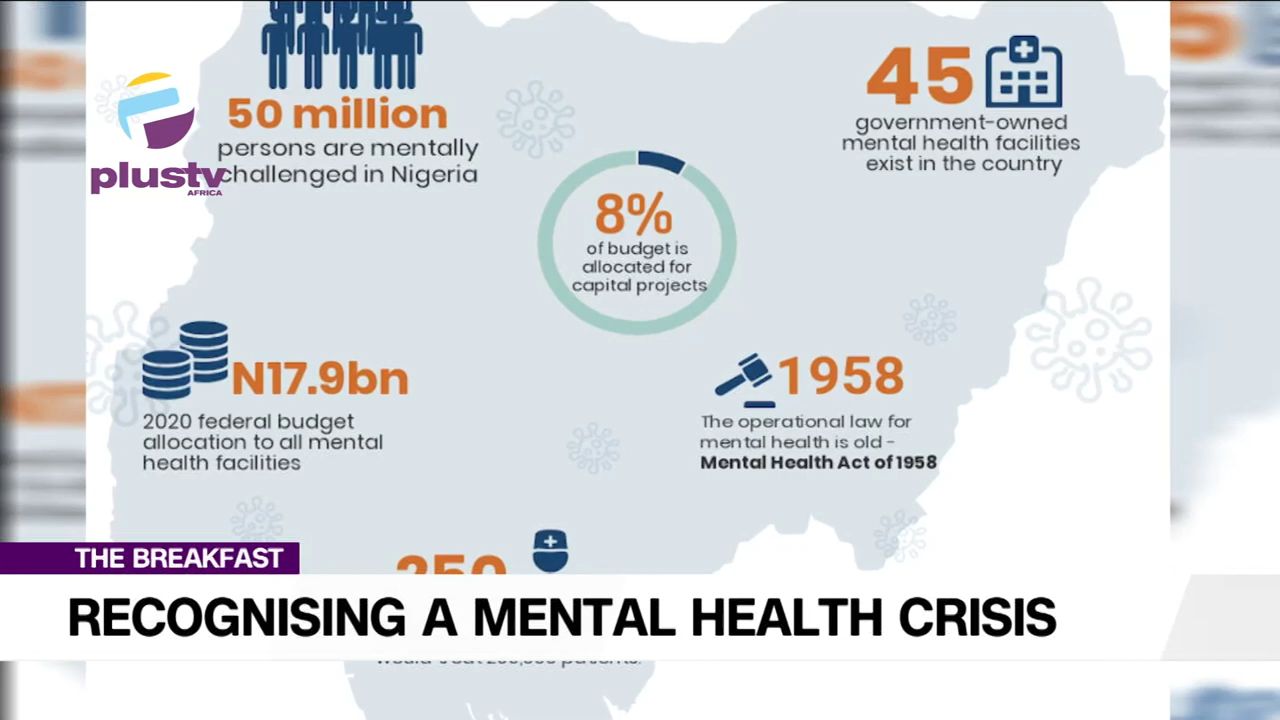 50 million
persons are mentally
challenged in Nigeria
plustv
AFRICA
45
government-owned
mental health facilities
exist in the country
8%
of budget is
allocated for
capital projects
N17.9bn
2020 federal budget
allocation to all mental
health facilities
1958
The operational law for
mental health is old -
Mental Health Act of 1958
250
THE BREAKFAST
RECOGNISING A MENTAL HEALTH CRISIS
patients.